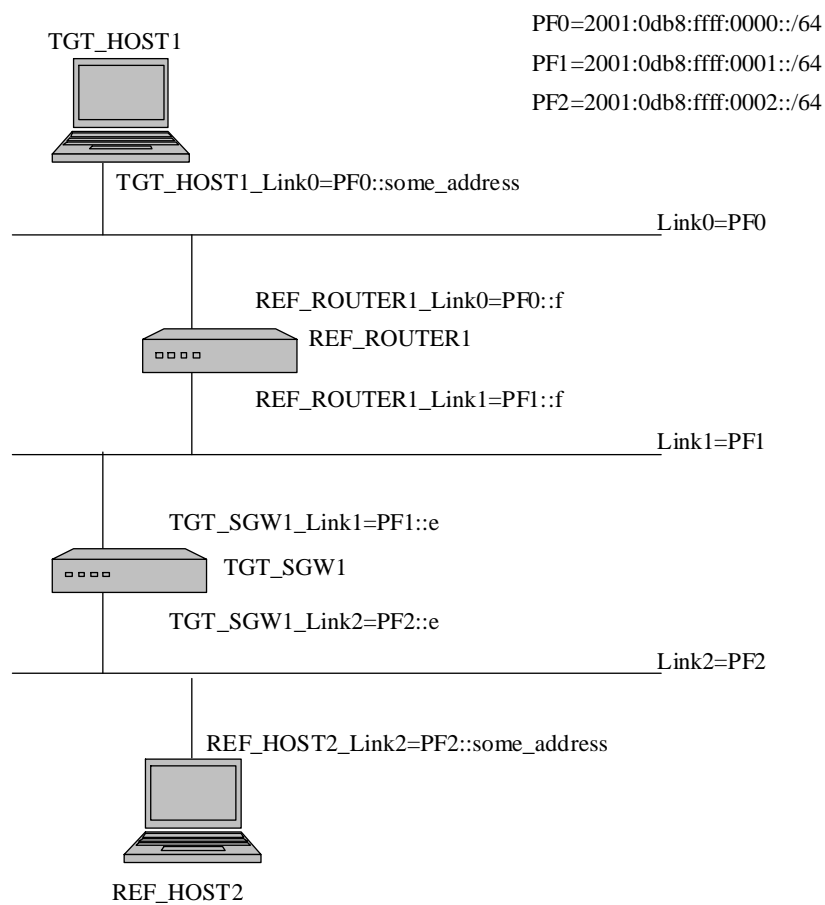 PF0=2001:0db8:ffff:0000::/64
TGT_HOST1
PF1=2001:0db8:ffff:0001::/64
PF2=2001:0db8:ffff:0002::/64
TGT_HOST1_Link0=PF0::some_address
Link0=PF0
REF_ROUTER1_Link0=PF0::f
REF_ROUTER1
REF_ROUTER1_Link1=PF1::f
Link1=PF1
TGT_SGW1_Link1=PF1::e
TGT_SGW1
TGT_SGW1_Link2=PF2::e
Link2=PF2
REF_HOST2_Link2=PF2::some_address
REF_HOST2